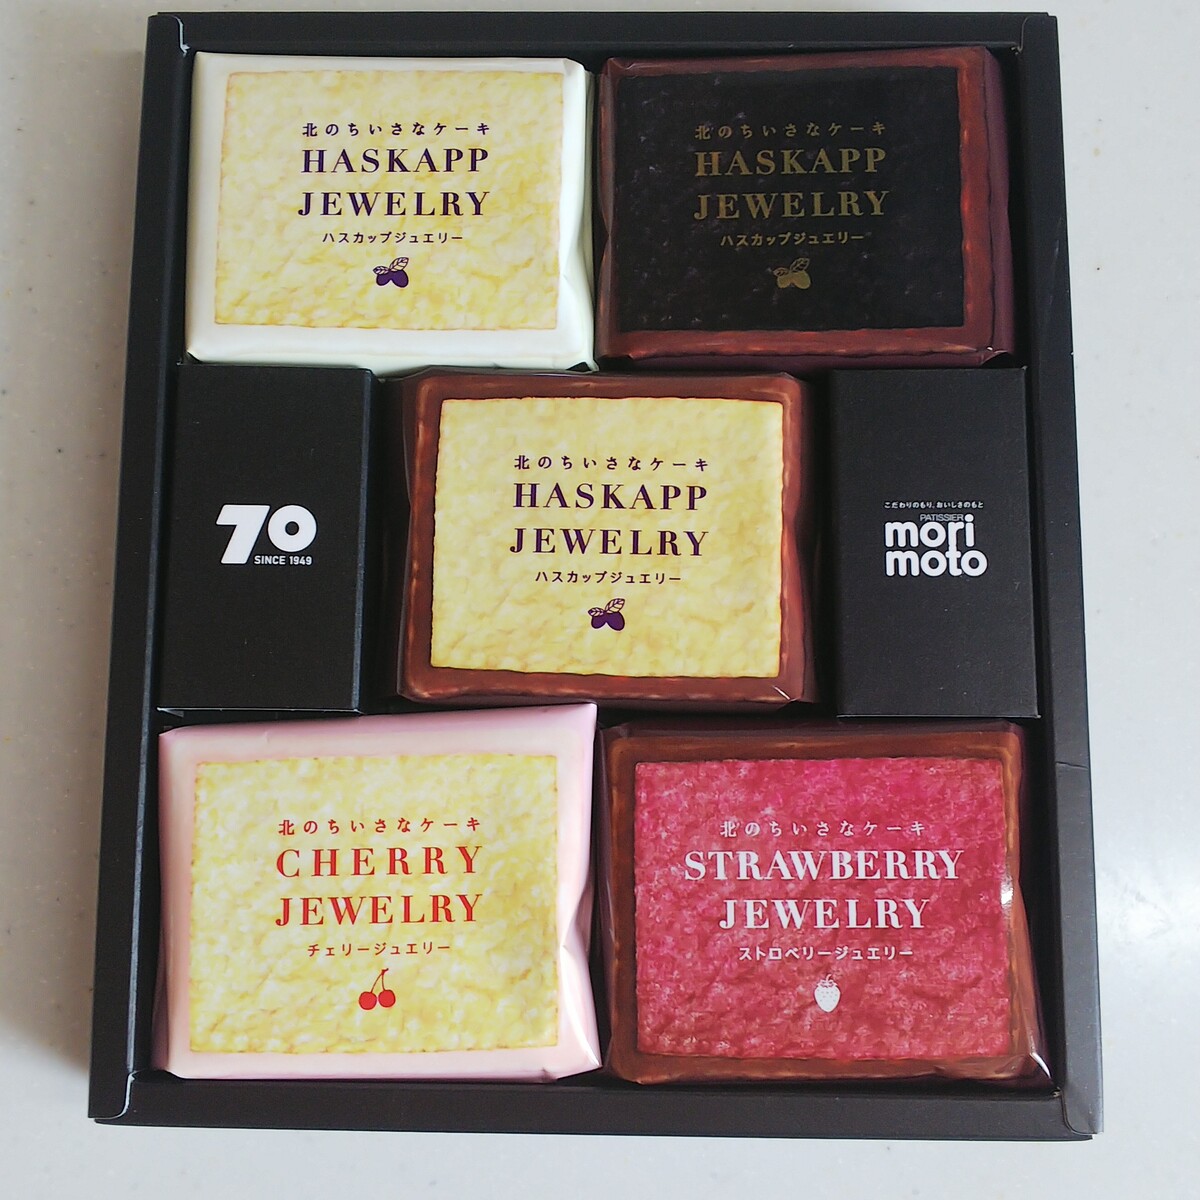 北のちいさなケーキ
HASKAPP
JEWELRY
ハスカップジュエリー
北のちいさなケーキ
HASKAPP
JEWELRY
ハスカップジュエリー
70
SINCE 1949
北のちいさなケーキ
HASKAPP
JEWELRY
ハスカップジュエリー
こだわりのもり、おいしさのもと
PATISSIER
mori
moto
北のちいさなケーキ
CHERRY
JEWELRY
チェリージュエリー
北のちいさなケーキ
STRAWBERRY
JEWELRY
ストロベリージュエリー